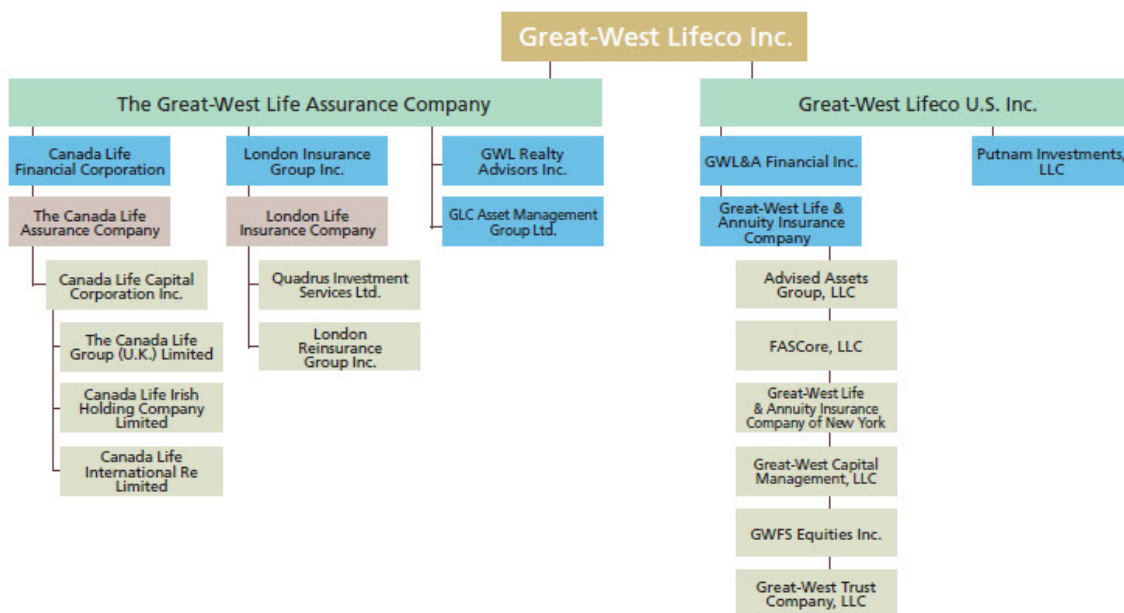 Great-West Lifeco Inc.
The Great-West Life Assurance Company
Great-West Lifeco U.S. Inc.
Canada Life
Financial Corporation
London Insurance
Group Inc.
GWL Realty
Advisors Inc.
GWL&A Financial Inc.
Putnam Investments,
LLC
The Canada Life
Assurance Company
London Life
Insurance Company
GLC Asset Management
Group Ltd.
Great-West Life &
Annuity Insurance
Company
Canada Life Capital
Corporation Inc.
Quadrus Investment
Services Ltd.
Advised Assets
Group, LLC
The Canada Life
Group (U.K.) Limited
London
Reinsurance
Group Inc.
FASCore, LLC
Canada Life Irish
Holding Company
Limited
Great-West Life
& Annuity Insurance
Company of New York
Canada Life
International Re
Limited
Great-West Capital
Management, LLC
GWFS Equities Inc.
Great-West Trust
Company, LLC